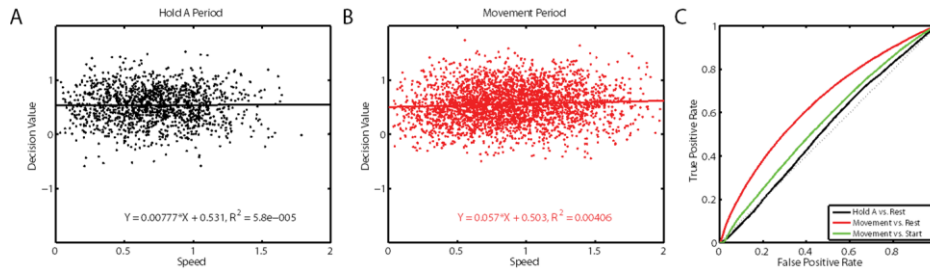 A
Hold A Period
Decision Value
1
0
−1
Y = 0.00777*X + 0.531, R² = 5.8e−005
0 0.5 1 1.5 2
Speed
B
Movement Period
Decision Value
1
0
−1
Y = 0.057*X + 0.503, R² = 0.00406
0 0.5 1 1.5 2
Speed
C
True Positive Rate
1
0.8
0.6
0.4
0.2
0
Hold A vs. Rest
Movement vs. Rest
Movement vs. Start
0.2 0.4 0.6 0.8
False Positive Rate